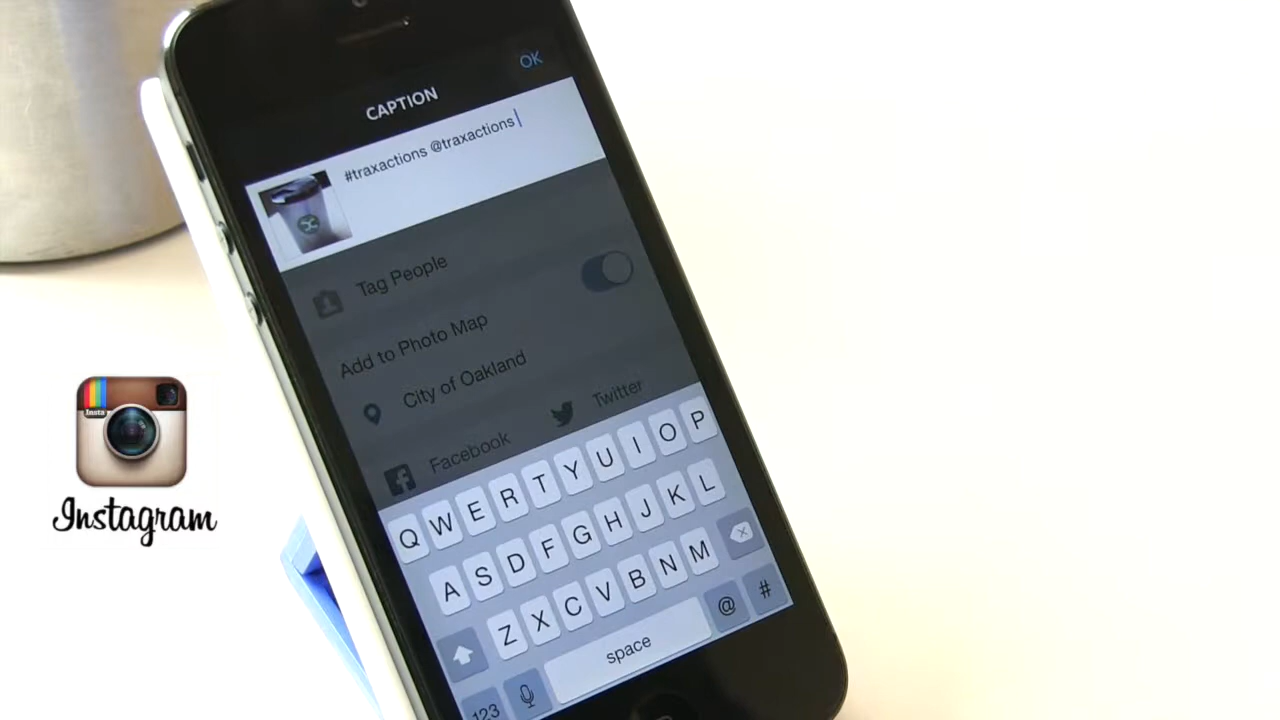 OK
CAPTION
#traxactions @traxactions
Tag People
Add to Photo Map
City of Oakland
Facebook
Twitter
Q W E R T Y U I O P
A S D F G H J K L
Z X C V B N M
123
space
@ #
Insta
Instagram